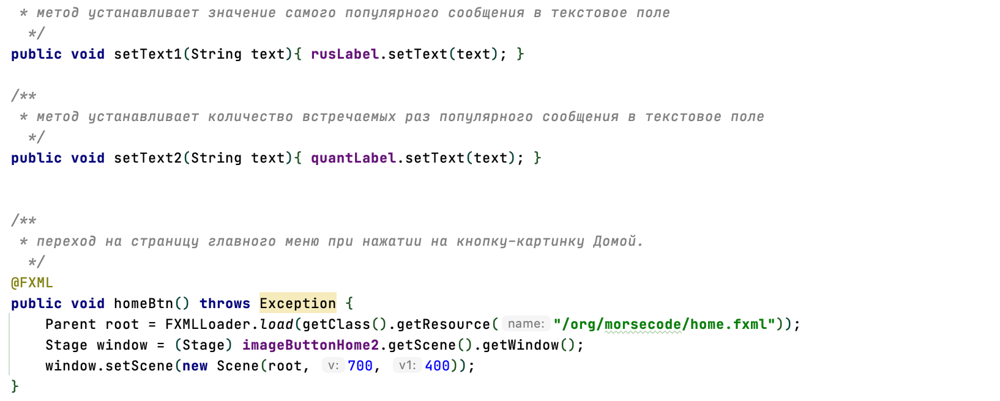 * метод устанавливает значение самого популярного сообщения в текстовое поле
*/
public void setText1(String text){ rusLabel.setText(text); }
/**
* метод устанавливает количество встречаемых раз популярного сообщения в текстовое поле
*/
public void setText2(String text){ quantLabel.setText(text); }
/**
* переход на страницу главного меню при нажатии на кнопку-картинку Домой.
*/
@FXML
public void homeBtn() throws Exception {
Parent root = FXMLLoader.load(getClass().getResource( name: "/org/morsecode/home.fxml"));
Stage window = (Stage) imageButtonHome2.getScene().getWindow();
window.setScene(new Scene(root, v: 700, v1: 400));
}